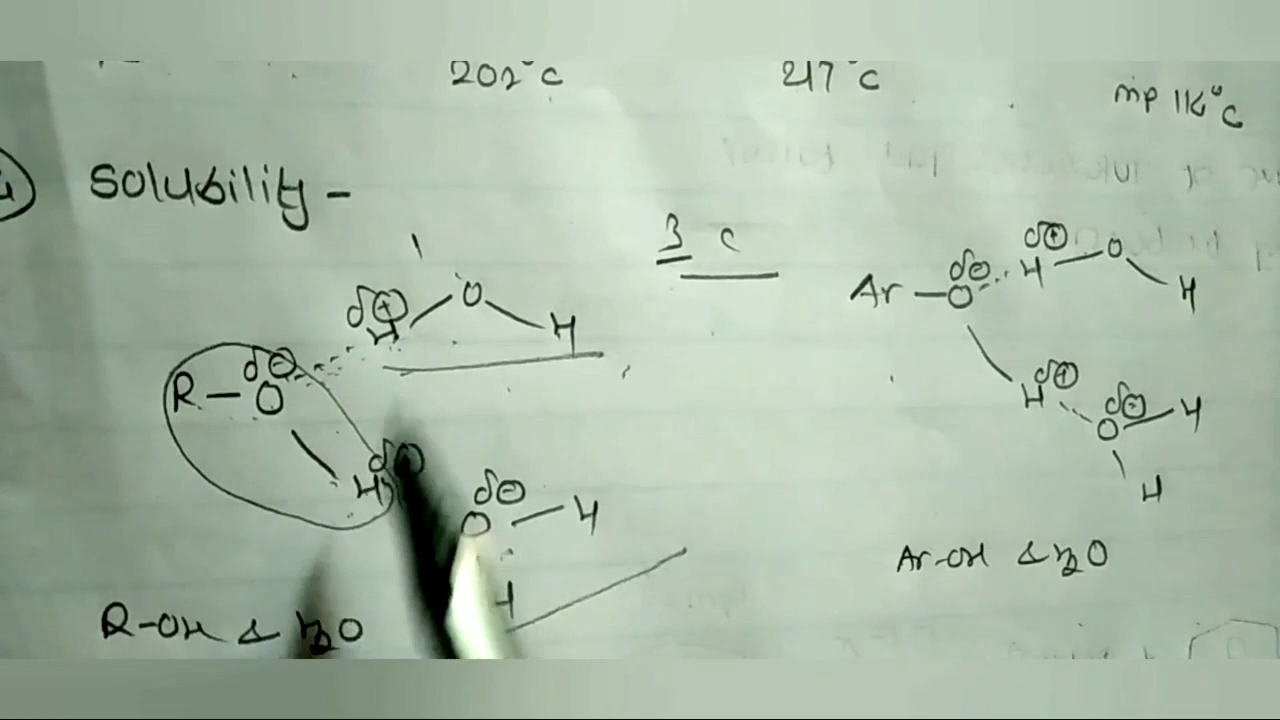 202°C 217°C mp 116°C
4 Solubility -
3 C
δ⊕ H O H
R-O δ⊖
H δ⊕
δ⊖ O H
H
R-OH & H2O
Ar-O δ⊖ H δ⊕ O H
H δ⊕ O δ⊖ H
H
Ar-OH & H2O